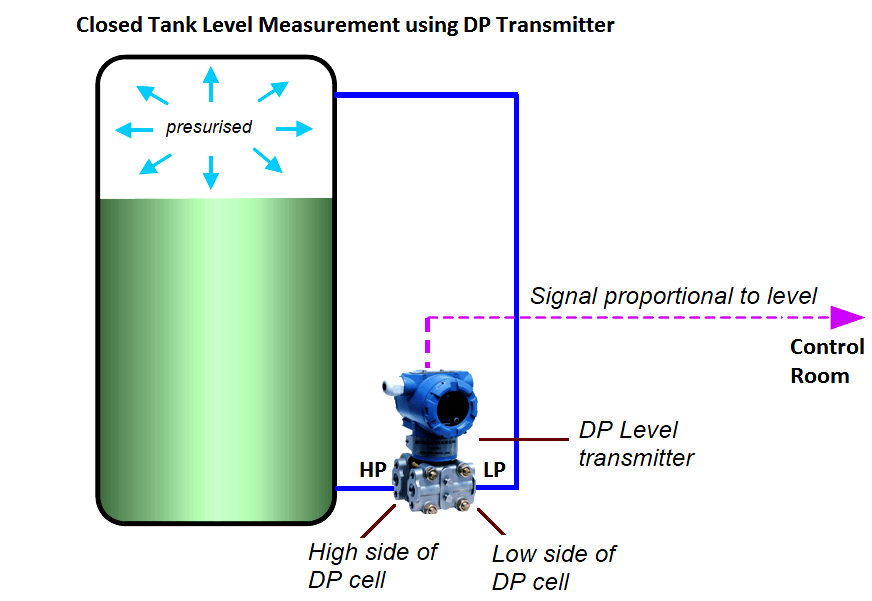 Closed Tank Level Measurement using DP Transmitter
presurised
Signal proportional to level
Control
Room
DP Level
transmitter
HP
LP
High side of
DP cell
Low side of
DP cell